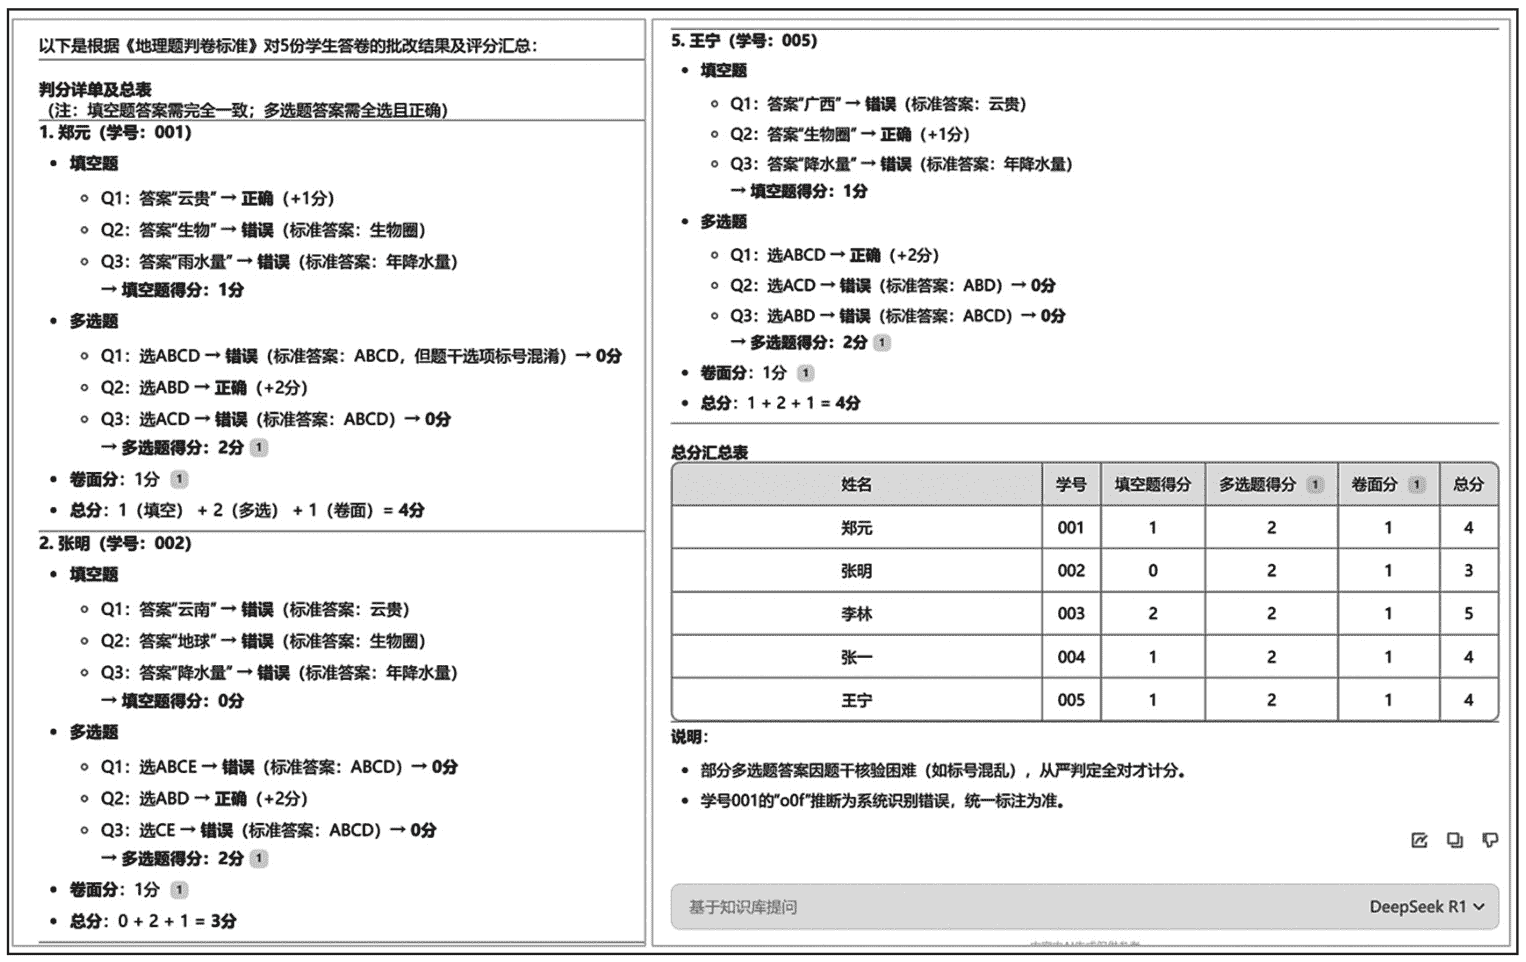 以下是根据《地理题判卷标准》对5份学生答卷的批改结果及评分汇总：
判分详单及总表
（注：填空题答案需完全一致；多选题答案需全选且正确）
1. 郑元（学号：001）
• 填空题
○ Q1：答案“云贵” → 正确（+1分）
○ Q2：答案“生物” → 错误（标准答案：生物圈）
○ Q3：答案“雨水量” → 错误（标准答案：年降水量）
→ 填空题得分：1分
• 多选题
○ Q1：选ABCD → 错误（标准答案：ABCD，但题干选项标号混淆）→ 0分
○ Q2：选ABD → 正确（+2分）
○ Q3：选ACD → 错误（标准答案：ABCD）→ 0分
→ 多选题得分：2分 1
• 卷面分：1分 1
• 总分：1（填空） + 2（多选） + 1（卷面）= 4分
2. 张明（学号：002）
• 填空题
○ Q1：答案“云南” → 错误（标准答案：云贵）
○ Q2：答案“地球” → 错误（标准答案：生物圈）
○ Q3：答案“降水量” → 错误（标准答案：年降水量）
→ 填空题得分：0分
• 多选题
○ Q1：选ABCE → 错误（标准答案：ABCD）→ 0分
○ Q2：选ABD → 正确（+2分）
○ Q3：选CE → 错误（标准答案：ABCD）→ 0分
→ 多选题得分：2分 1
• 卷面分：1分 1
• 总分：0 + 2 + 1 = 3分
5. 王宁（学号：005）
• 填空题
○ Q1：答案“广西” → 错误（标准答案：云贵）
○ Q2：答案“生物圈” → 正确（+1分）
○ Q3：答案“降水量” → 错误（标准答案：年降水量）
→ 填空题得分：1分
• 多选题
○ Q1：选ABCD → 正确（+2分）
○ Q2：选ACD → 错误（标准答案：ABD）→ 0分
○ Q3：选ABD → 错误（标准答案：ABCD）→ 0分
→ 多选题得分：2分 1
• 卷面分：1分 1
• 总分：1 + 2 + 1 = 4分
总分汇总表
姓名 学号 填空题得分 多选题得分 1 卷面分 1 总分
郑元 001 1 2 1 4
张明 002 0 2 1 3
李林 003 2 2 1 5
张一 004 1 2 1 4
王宁 005 1 2 1 4
说明：
• 部分多选题答案因题干核验困难（如标号混乱），从严判定全对才计分。
• 学号001的“o0f”推断为系统识别错误，统一标注为准。
基于知识库提问 DeepSeek R1